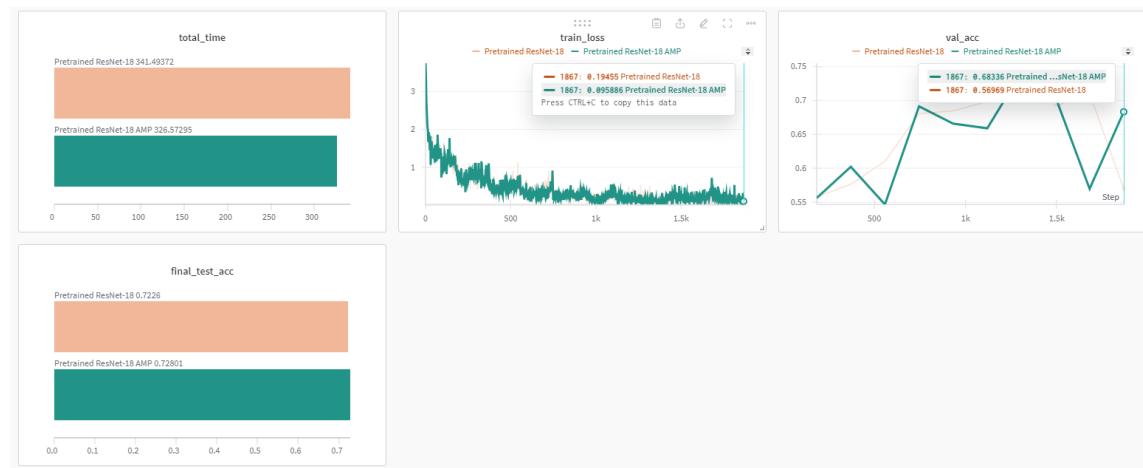 total_time
Pretrained ResNet-18 341.49372
Pretrained ResNet-18 AMP 326.57295
0 50 100 150 200 250 300
train_loss
Pretrained ResNet-18 Pretrained ResNet-18 AMP
1867: 0.19455 Pretrained ResNet-18
1867: 0.095886 Pretrained ResNet-18 AMP
Press CTRL+C to copy this data
3
2
1
0 500 1k 1.5k
val_acc
Pretrained ResNet-18 Pretrained ResNet-18 AMP
1867: 0.68336 Pretrained ...sNet-18 AMP
1867: 0.56969 Pretrained ResNet-18
0.75
0.7
0.65
0.6
0.55
Step
500 1k 1.5k
final_test_acc
Pretrained ResNet-18 0.7226
Pretrained ResNet-18 AMP 0.72801
0.0 0.1 0.2 0.3 0.4 0.5 0.6 0.7